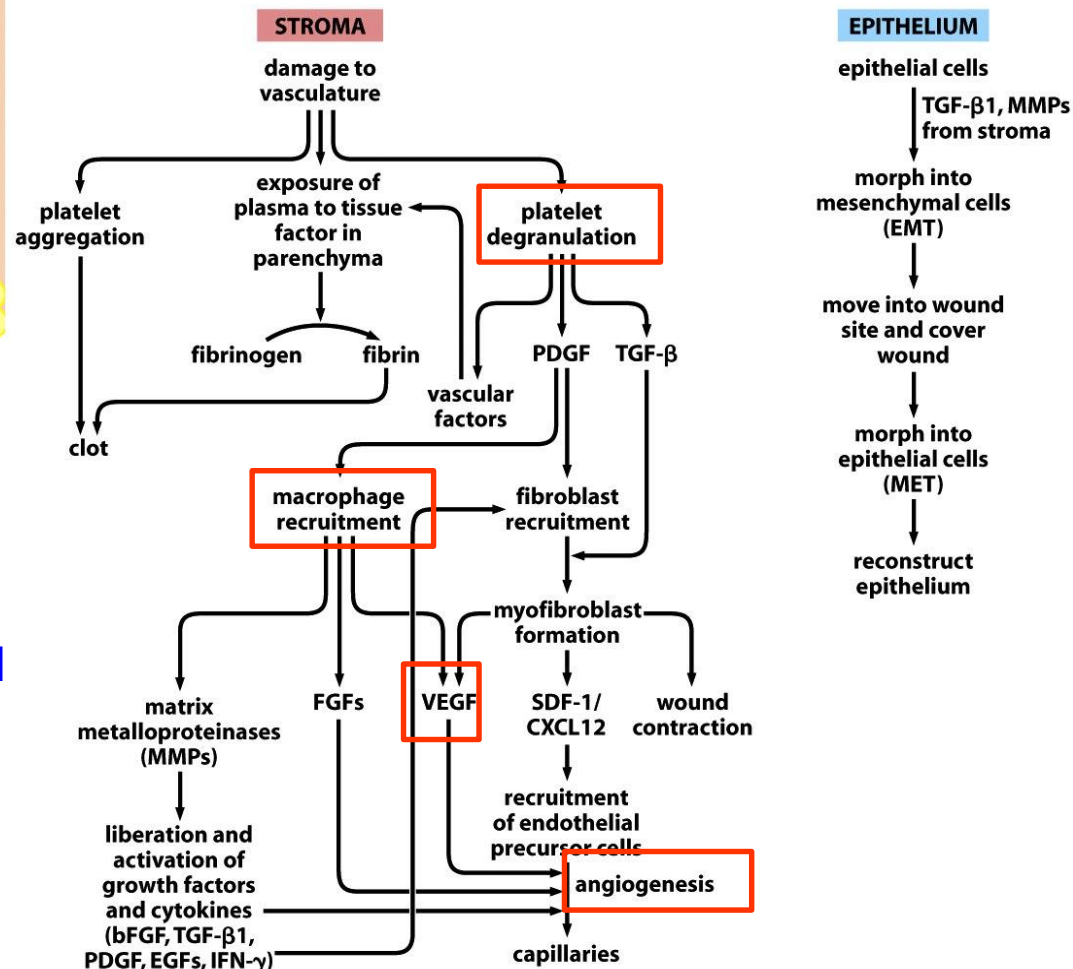 STROMA
damage to
vasculature
platelet
aggregation
exposure of
plasma to tissue
factor in
parenchyma
platelet
degranulation
fibrinogen
fibrin
PDGF
TGF-β
vascular
factors
clot
macrophage
recruitment
fibroblast
recruitment
myofibroblast
formation
matrix
metalloproteinases
(MMPs)
FGFs
VEGF
SDF-1/
CXCL12
wound
contraction
recruitment
of endothelial
precursor cells
liberation and
activation of
growth factors
and cytokines
(bFGF, TGF-β1,
PDGF, EGFs, IFN-γ)
angiogenesis
capillaries
EPITHELIUM
epithelial cells
TGF-β1, MMPs
from stroma
morph into
mesenchymal cells
(EMT)
move into wound
site and cover
wound
morph into
epithelial cells
(MET)
reconstruct
epithelium